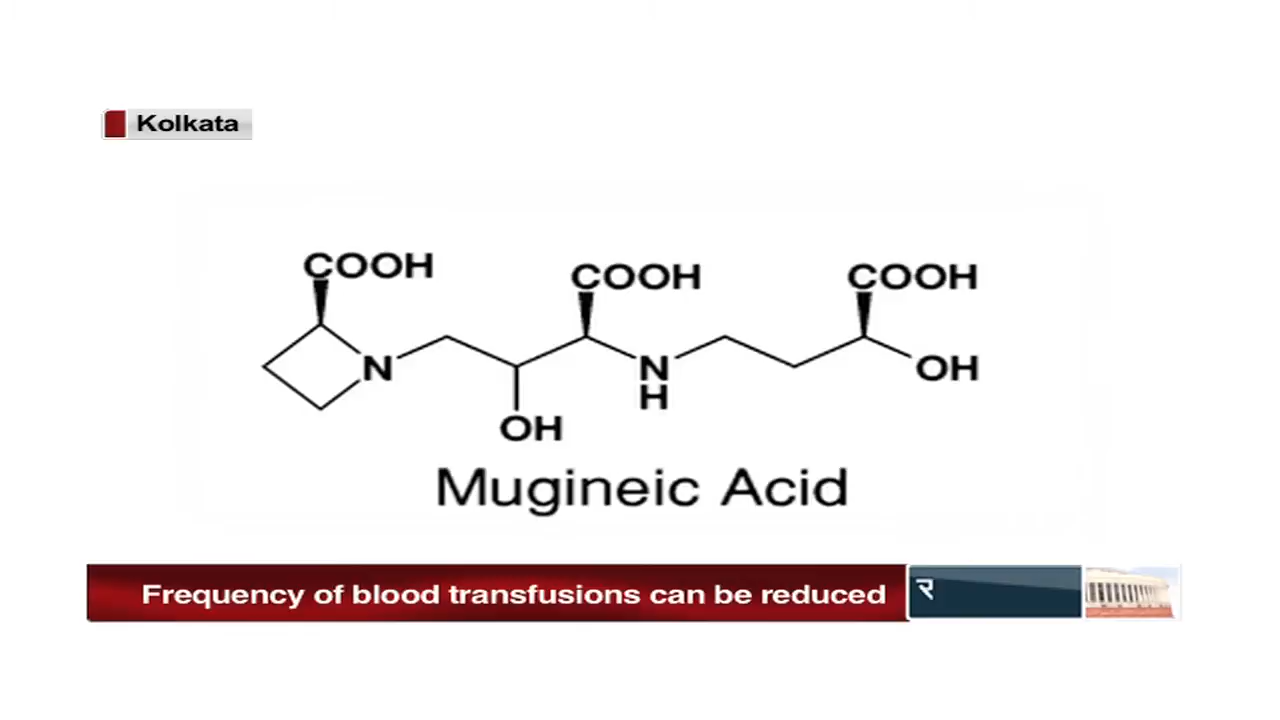 Kolkata
COOH
COOH
COOH
N
N
H
OH
OH
Mugineic Acid
Frequency of blood transfusions can be reduced